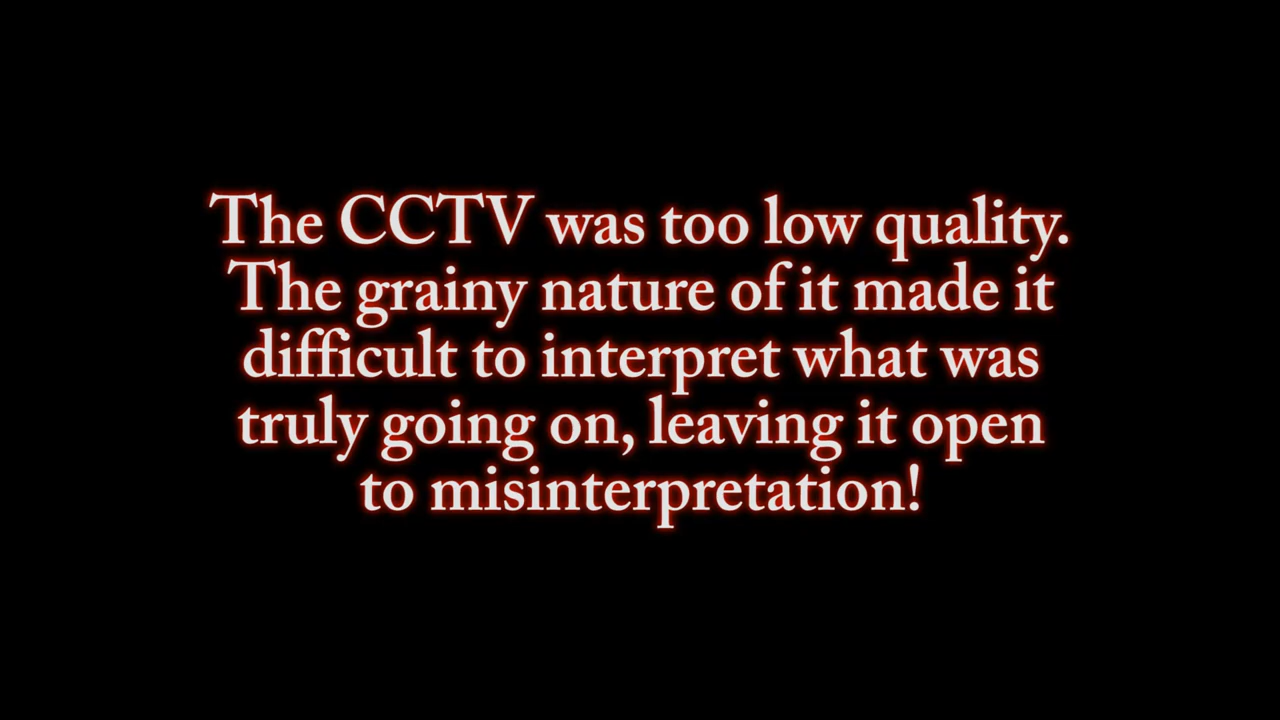 The CCTV was too low quality.
The grainy nature of it made it
difficult to interpret what was
truly going on, leaving it open
to misinterpretation!